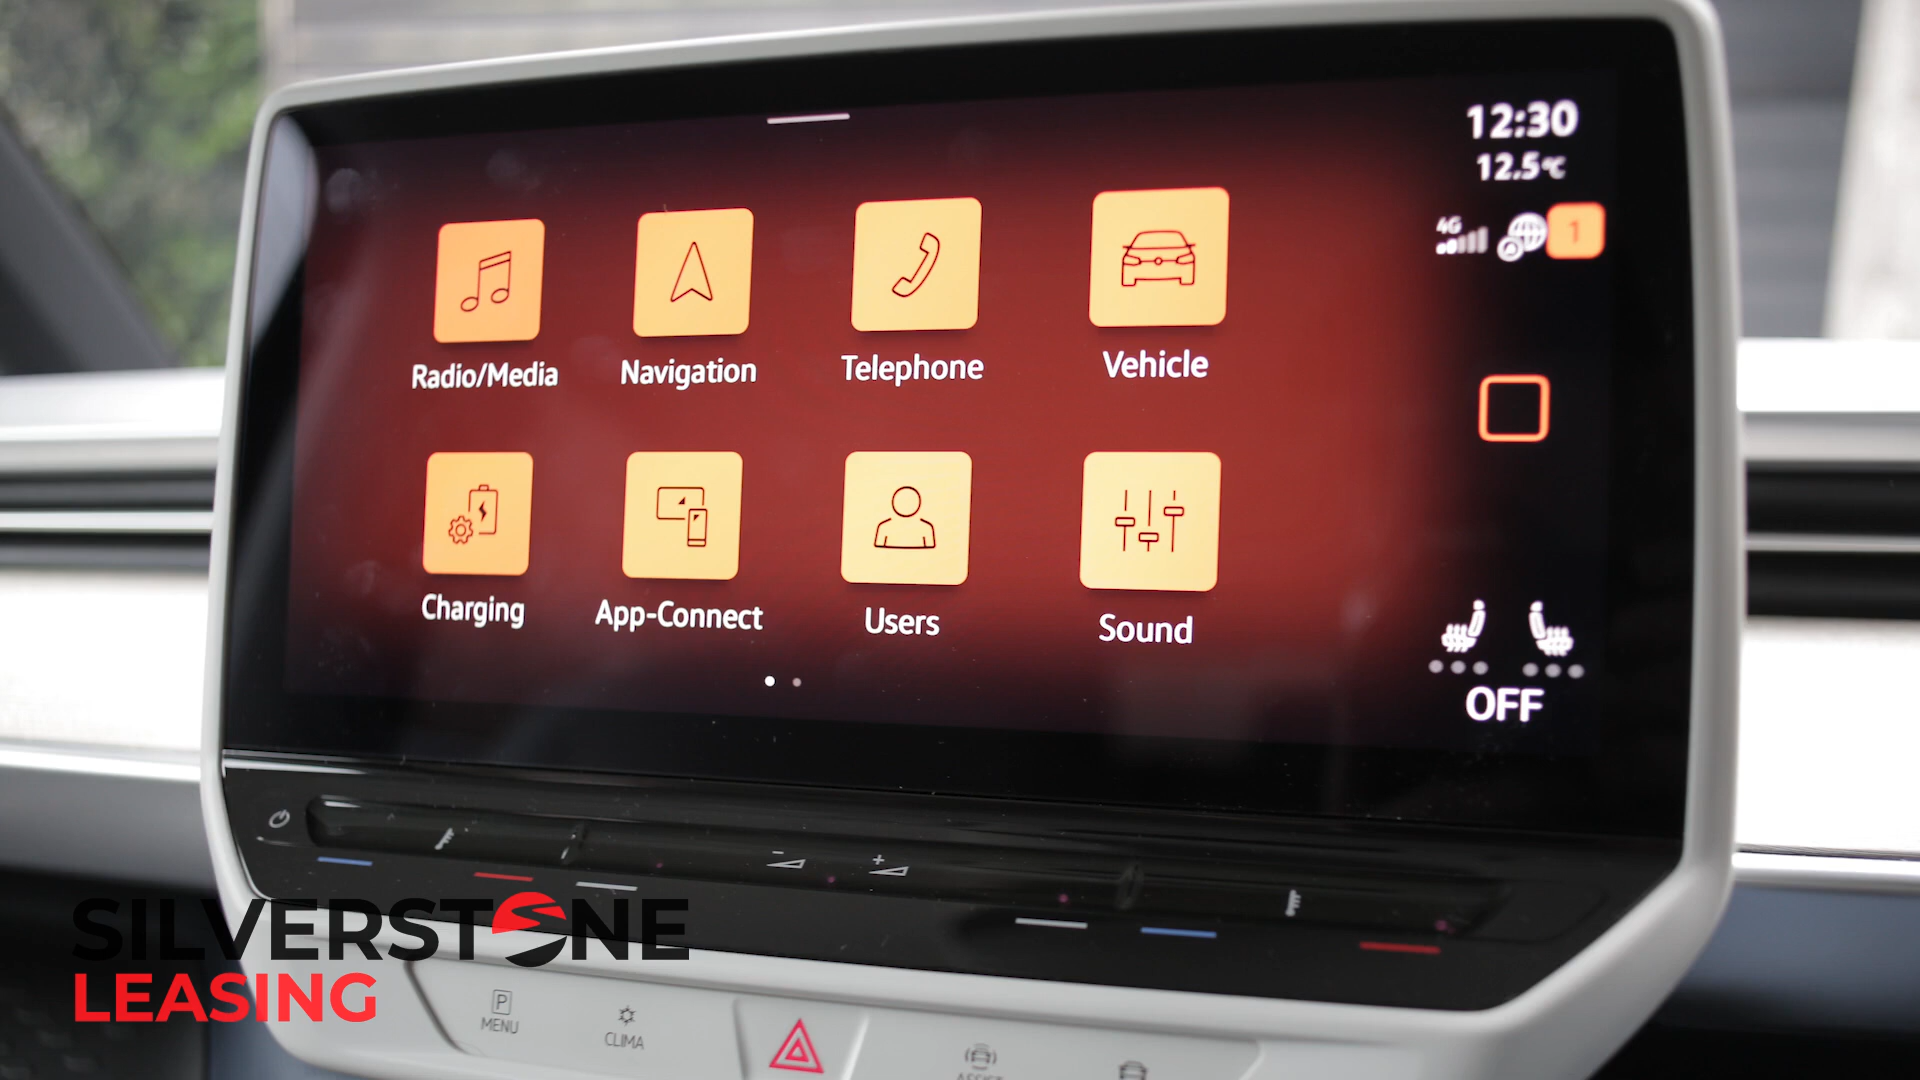 12:30
12.5°C
4G
1
Radio/Media
Navigation
Telephone
Vehicle
Charging
App-Connect
Users
Sound
OFF
SILVERSTONE
LEASING
P
MENU
CLIMA
ASSIST